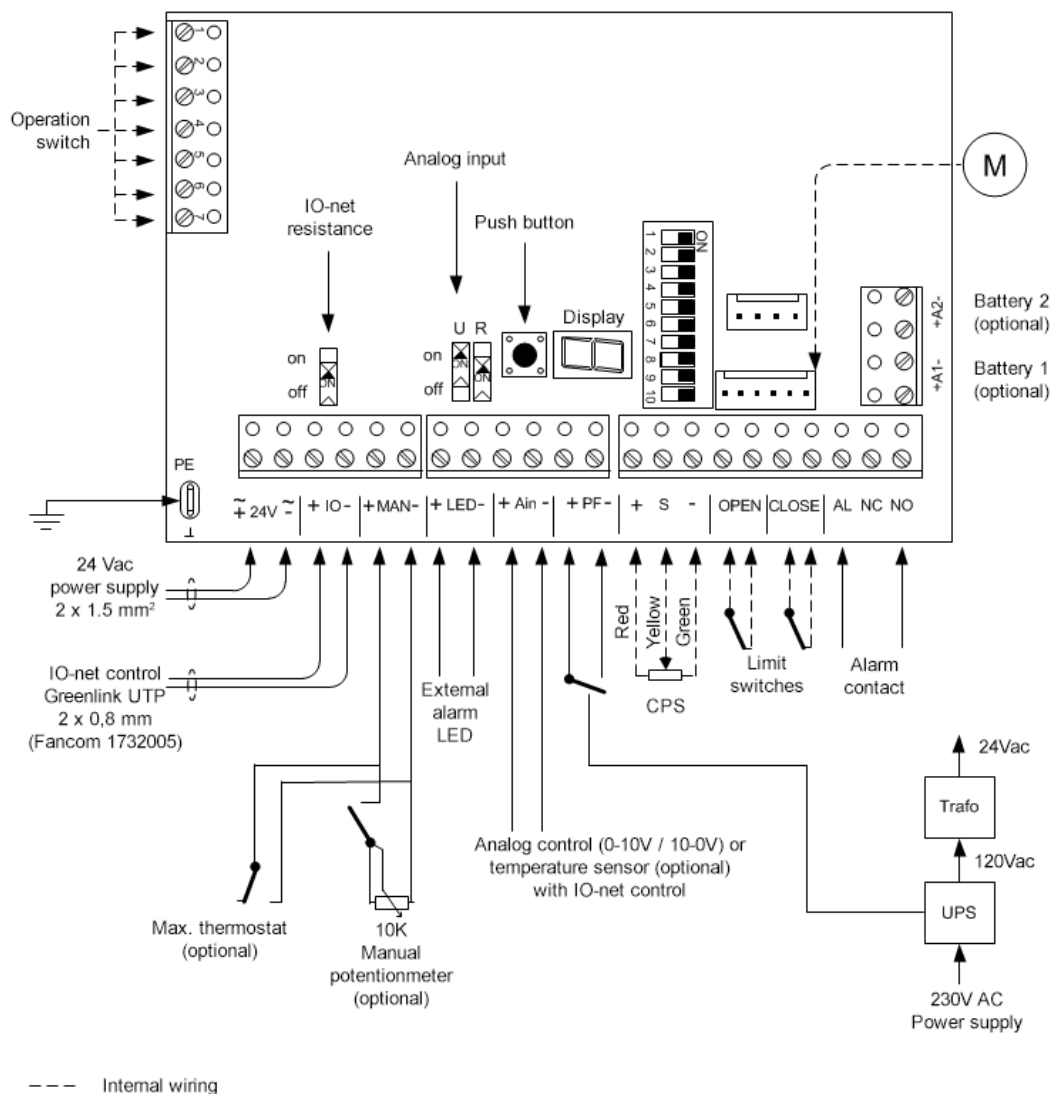 1
2
3
4
5
6
7
Operation
switch
Analog input
IO-net
resistance
Push button
M
1
2
3
4
5
6
7
8
9
10
ON
U R
Display
on
off
ON
on
off
ON
ON
+A2-
+A1-
Battery 2
(optional)
Battery 1
(optional)
PE
⊥
~ ~
+ 24V -
+ IO -
+MAN-
+ LED-
+ Ain -
+ PF-
+ S -
OPEN
CLOSE
AL NC NO
24 Vac
power supply
2 x 1.5 mm²
IO-net control
Greenlink UTP
2 x 0,8 mm
(Fancom 1732005)
External
alarm
LED
Red
Yellow
Green
CPS
Limit
switches
Alarm
contact
24Vac
Trafo
120Vac
UPS
230V AC
Power supply
Analog control (0-10V / 10-0V) or
temperature sensor (optional)
with IO-net control
Max. thermostat
(optional)
10K
Manual
potentionmeter
(optional)
--- Internal wiring